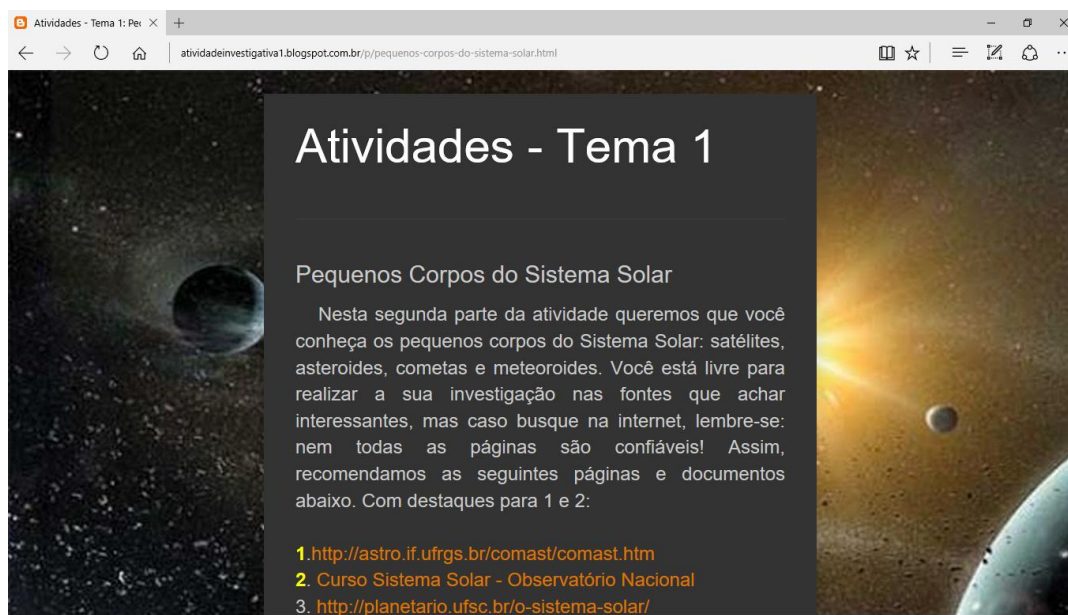 Atividades - Tema 1: Pe
atividadeinvestigativa1.blogspot.com.br/p/pequenos-corpos-do-sistema-solar.html
Atividades - Tema 1
Pequenos Corpos do Sistema Solar
Nesta segunda parte da atividade queremos que você
conheça os pequenos corpos do Sistema Solar: satélites,
asteroides, cometas e meteoroides. Você está livre para
realizar a sua investigação nas fontes que achar
interessantes, mas caso busque na internet, lembre-se:
nem todas as páginas são confiáveis! Assim,
recomendamos as seguintes páginas e documentos
abaixo. Com destaques para 1 e 2:
1.http://astro.if.ufrgs.br/comast/comast.htm
2. Curso Sistema Solar - Observatório Nacional
3. http://planetario.ufsc.br/o-sistema-solar/